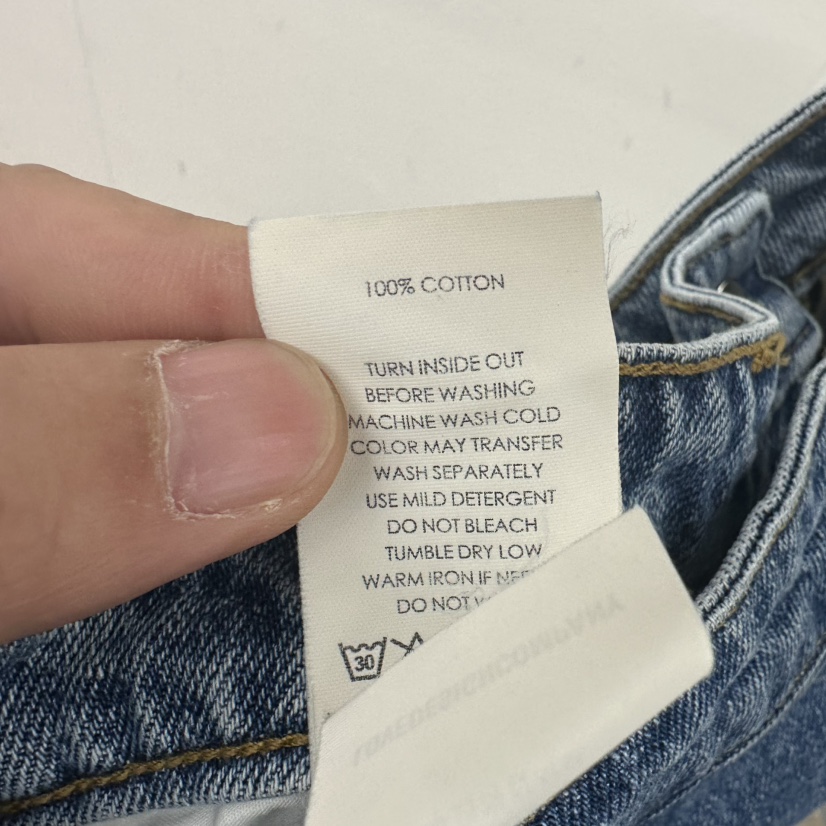 100% COTTON
TURN INSIDE OUT
BEFORE WASHING
MACHINE WASH COLD
COLOR MAY TRANSFER
WASH SEPARATELY
USE MILD DETERGENT
DO NOT BLEACH
TUMBLE DRY LOW
WARM IRON IF
DO NOT
30